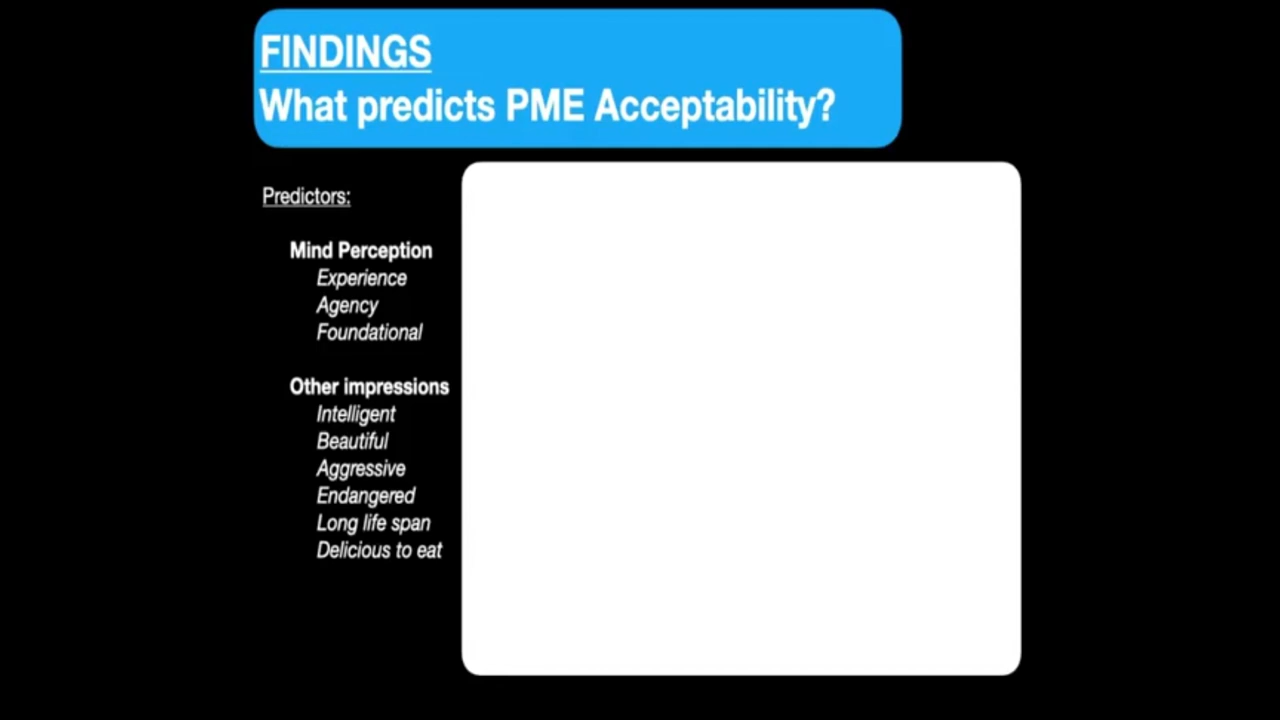 FINDINGS
What predicts PME Acceptability?
Predictors:
Mind Perception
Experience
Agency
Foundational
Other impressions
Intelligent
Beautiful
Aggressive
Endangered
Long life span
Delicious to eat